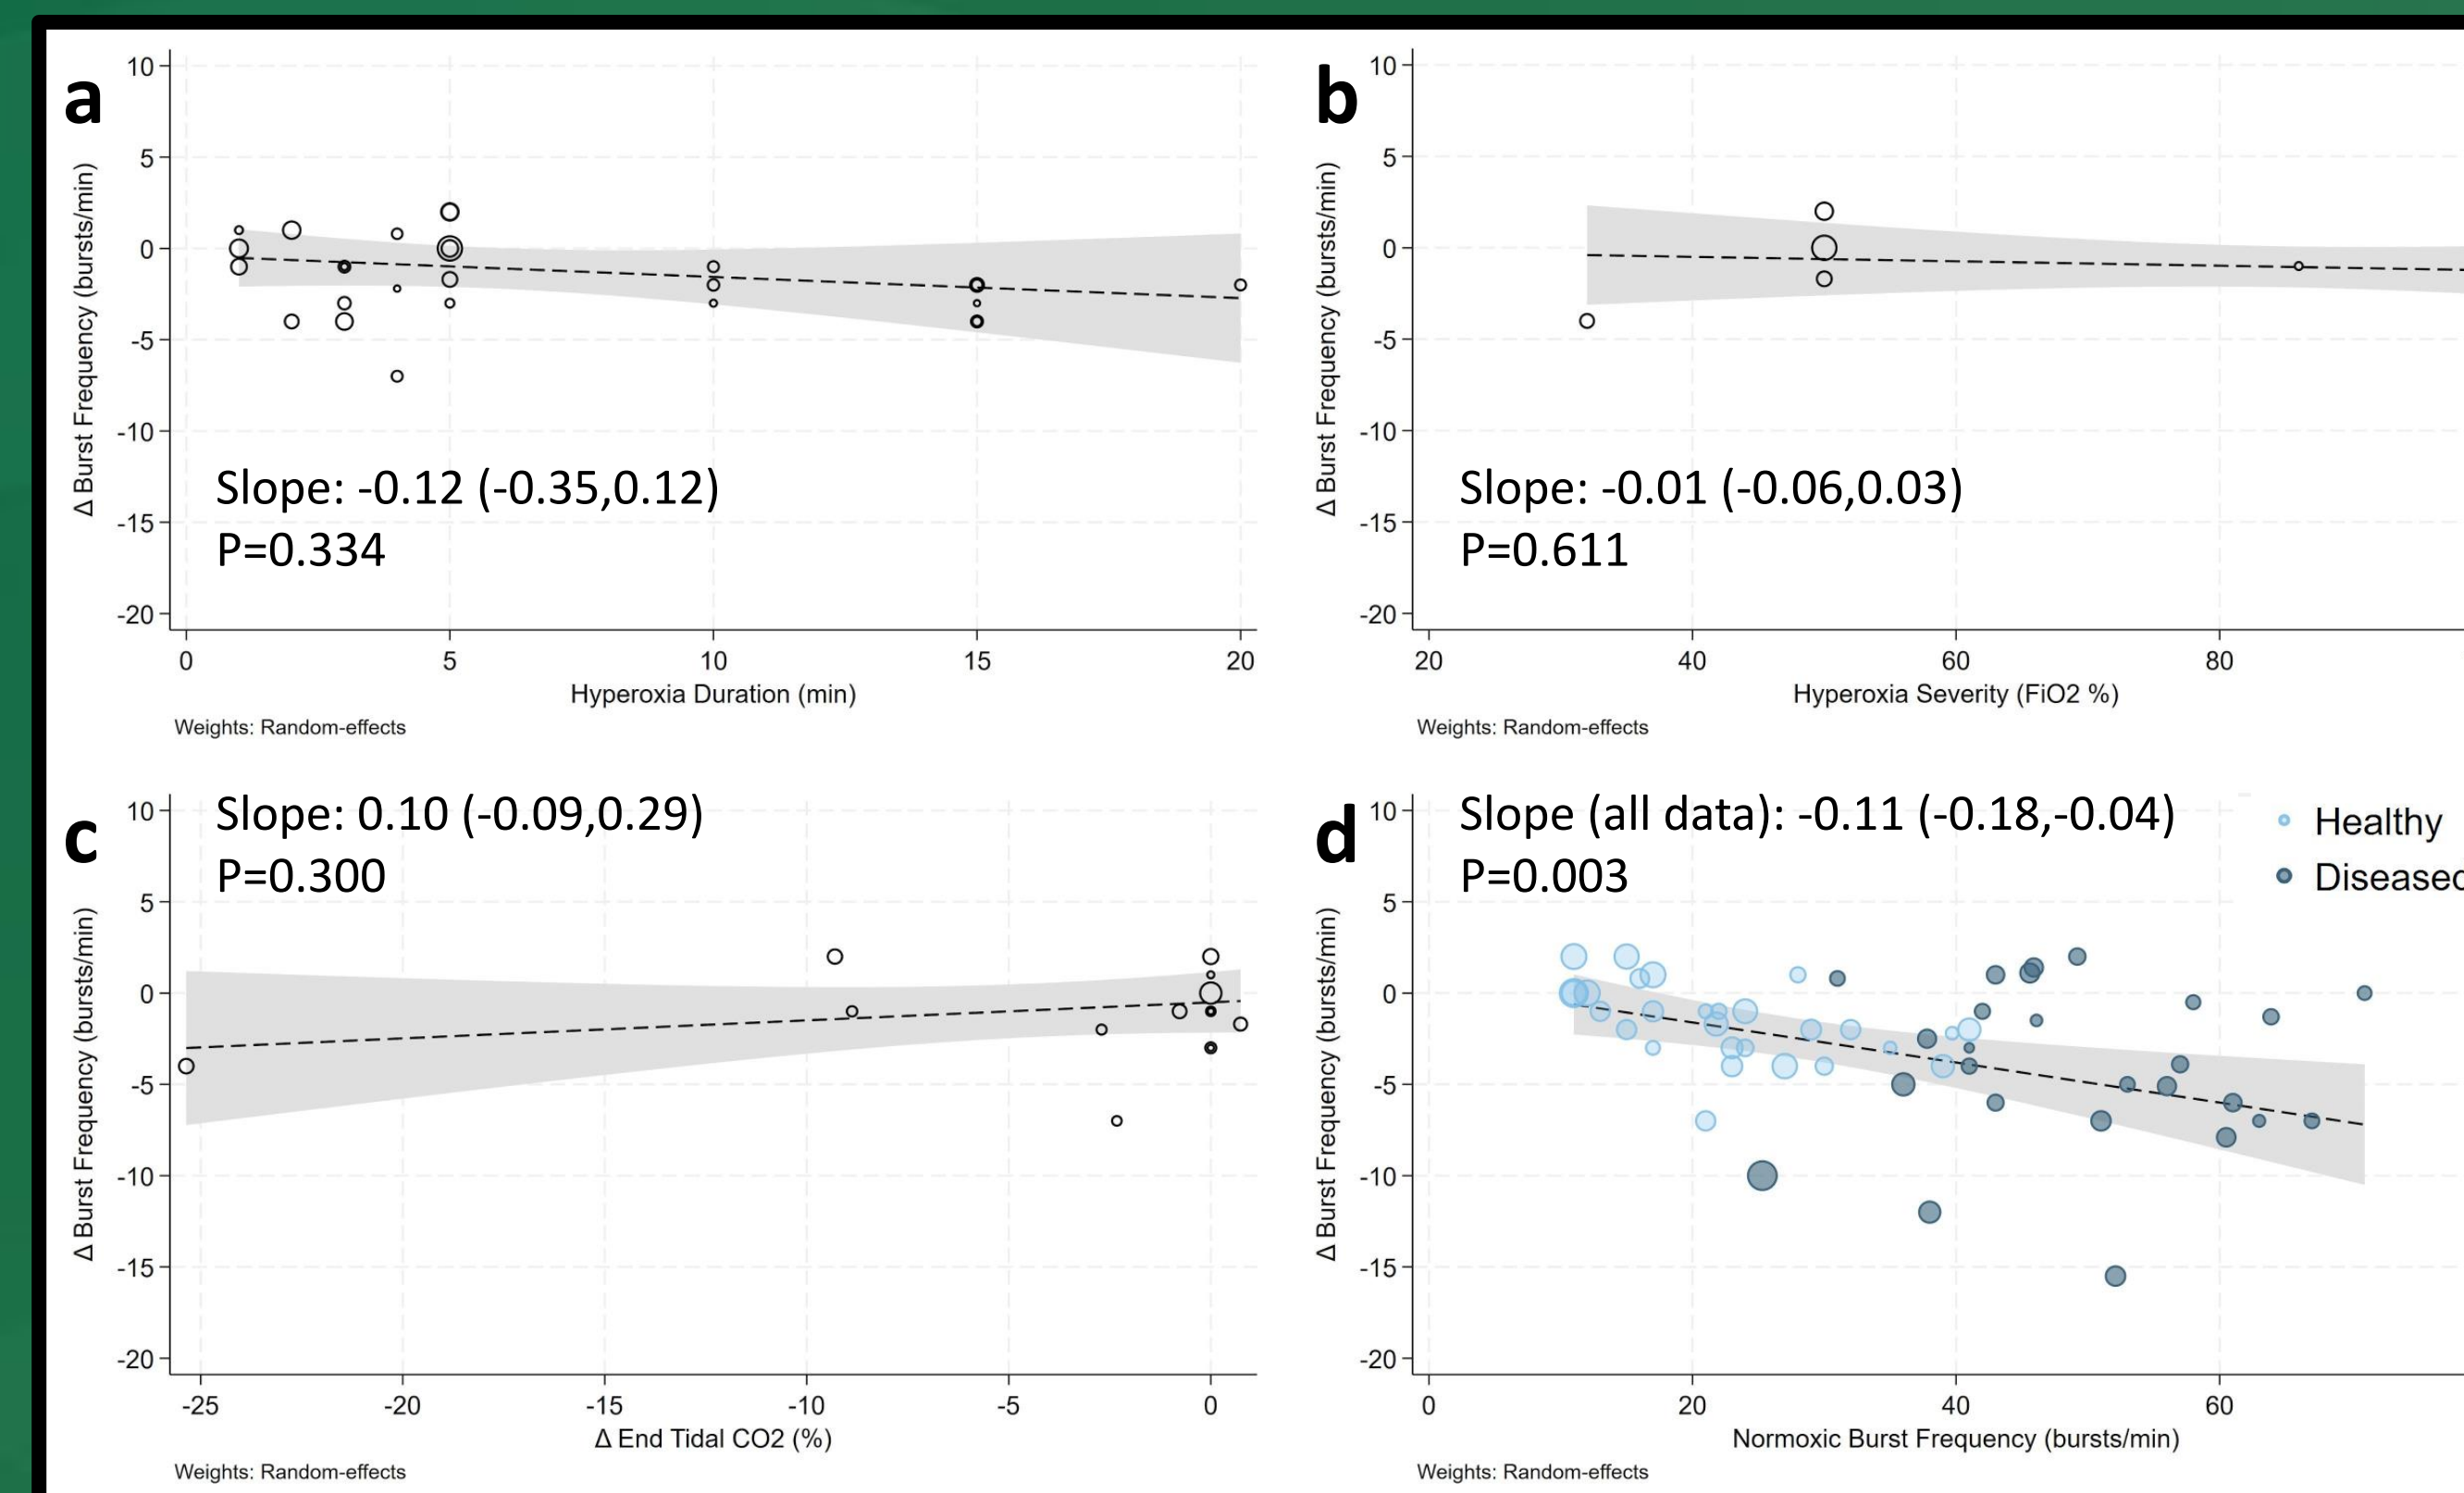 a
10
5
0
-5
-10
-15
-20
Δ Burst Frequency (bursts/min)
Slope: -0.12 (-0.35,0.12)
P=0.334
0 5 10 15 20
Hyperoxia Duration (min)
Weights: Random-effects
b
10
5
0
-5
-10
-15
-20
Δ Burst Frequency (bursts/min)
Slope: -0.01 (-0.06,0.03)
P=0.611
20 40 60 80
Hyperoxia Severity (FiO2 %)
Weights: Random-effects
c
10
5
0
-5
-10
-15
-20
Δ Burst Frequency (bursts/min)
Slope: 0.10 (-0.09,0.29)
P=0.300
-25 -20 -15 -10 -5 0
Δ End Tidal CO2 (%)
Weights: Random-effects
d
10
5
0
-5
-10
-15
-20
Δ Burst Frequency (bursts/min)
Slope (all data): -0.11 (-0.18,-0.04)
P=0.003
Healthy
Diseased
0 20 40 60
Normoxic Burst Frequency (bursts/min)
Weights: Random-effects